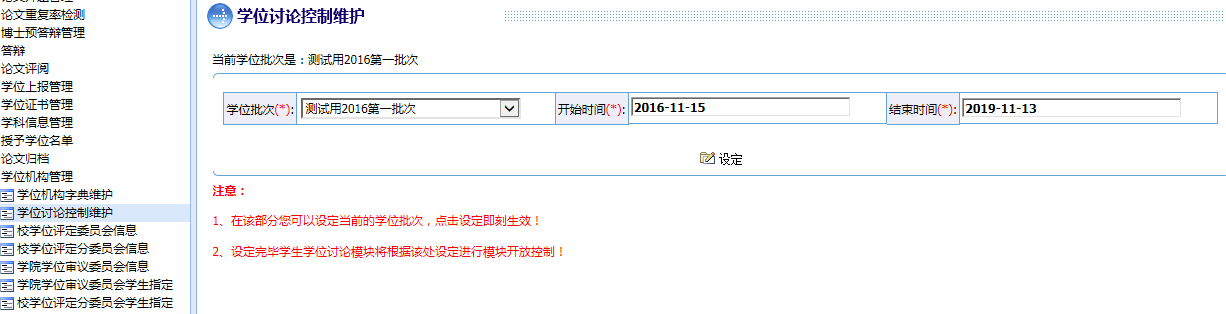 论文重复率检测
博士预答辩管理
答辩
论文评阅
学位上报管理
学位证书管理
学科信息管理
授予学位名单
论文归档
学位机构管理
学位机构字典维护
学位讨论控制维护
校学位评定委员会信息
校学位评定分委员会信息
学院学位审议委员会信息
学院学位审议委员会学生指定
校学位评定分委员会学生指定
学位讨论控制维护
当前学位批次是：测试用2016第一批次
学位批次(*): 测试用2016第一批次 开始时间(*): 2016-11-15 结束时间(*): 2019-11-13
设定
注意：
1、在该部分您可以设定当前的学位批次，点击设定即刻生效！
2、设定完毕学生学位讨论模块将根据该处设定进行模块开放控制！